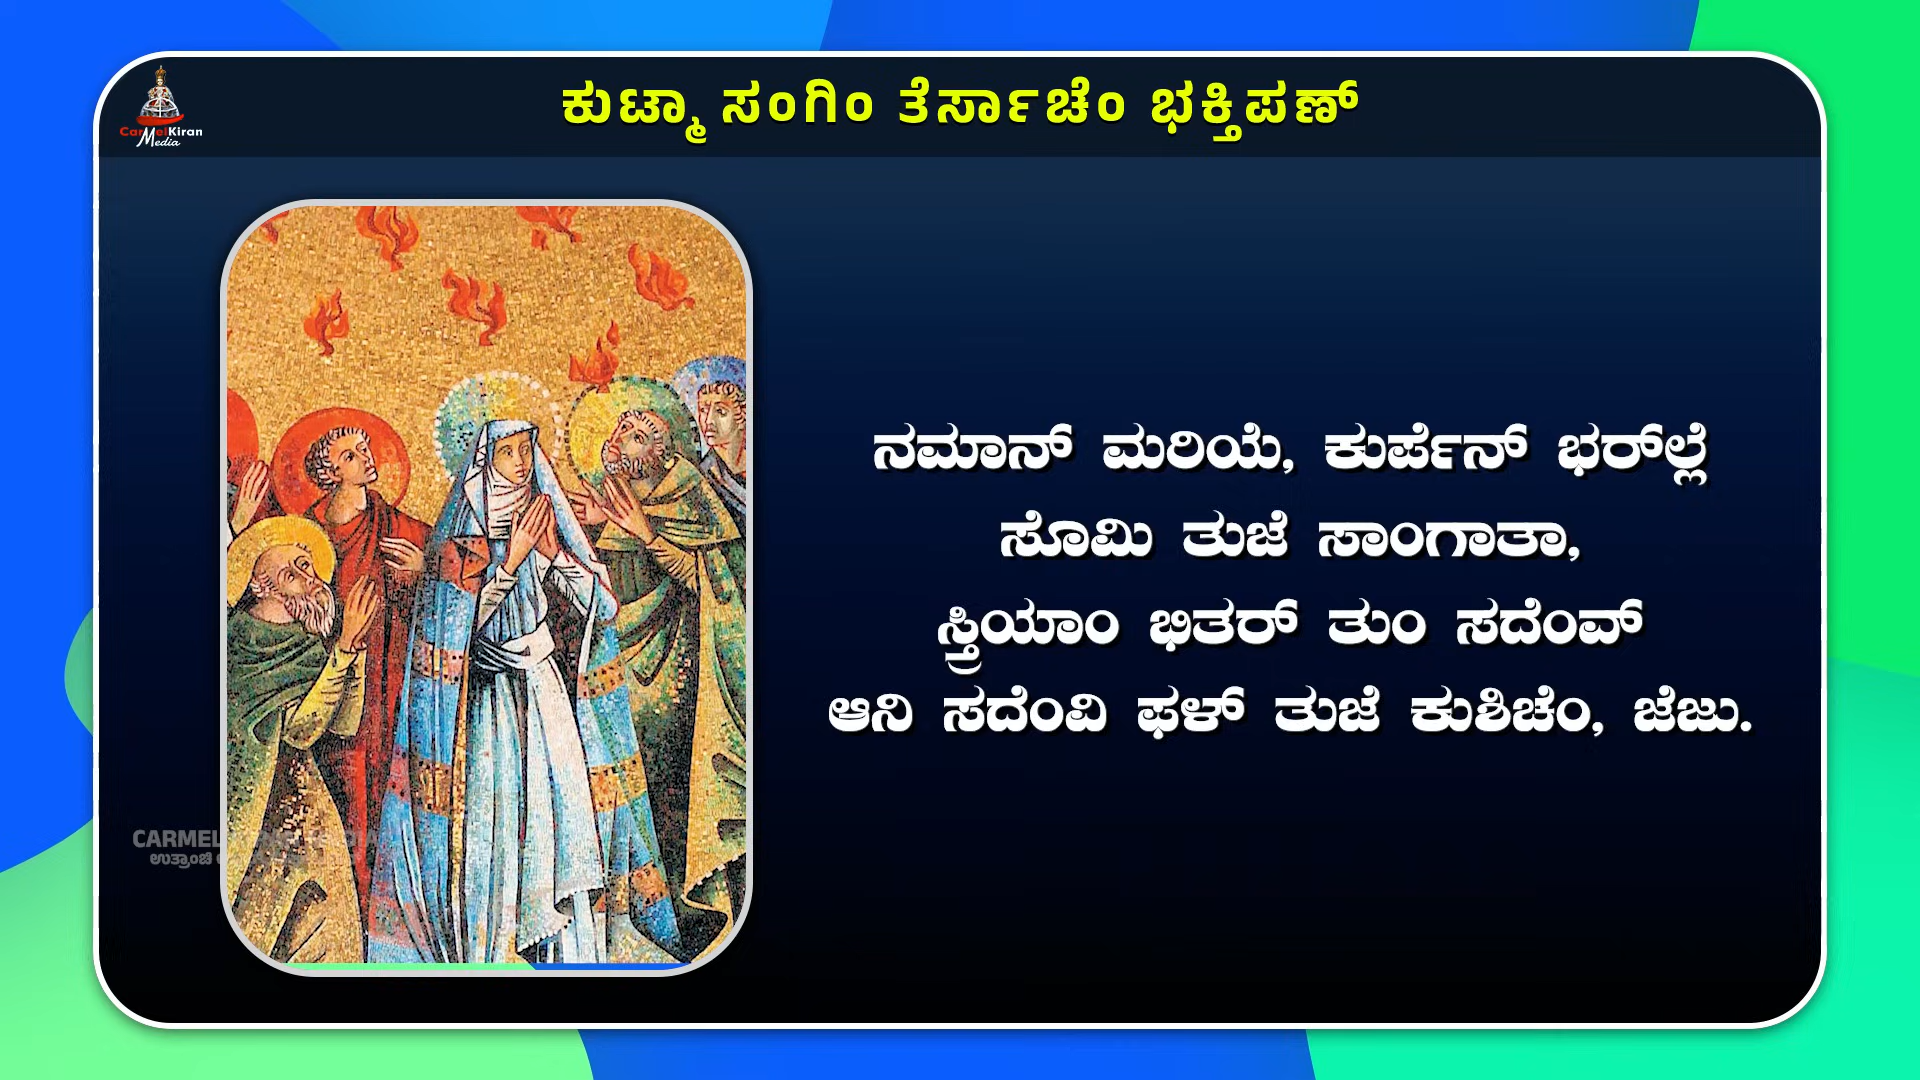 CarmelKiran
Media
ಕುಟ್ಮಾ ಸಂಗಿಂ ತೆರ್ಸಾಚೆಂ ಭಕ್ತಿಪಣ್
ನಮಾನ್ ಮರಿಯೆ, ಕುರ್ಪೆನ್ ಭರ್‌ಲ್ಲೆ
ಸೊಮಿ ತುಜೆ ಸಾಂಗಾತಾ,
ಸ್ತ್ರಿಯಾಂ ಭಿತರ್ ತುಂ ಸದೆಂವ್
ಆನಿ ಸದೆಂವಿ ಫಳ್ ತುಜೆ ಕುಶಿಚೆಂ, ಜೆಜು.
CARMEL